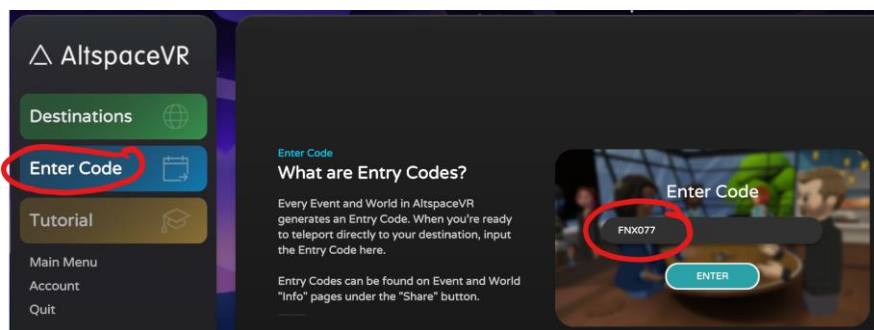 AltspaceVR
Destinations
Enter Code
Tutorial
Main Menu
Account
Quit
Enter Code
What are Entry Codes?
Every Event and World in AltspaceVR
generates an Entry Code. When you're ready
to teleport directly to your destination, input
the Entry Code here.
Entry Codes can be found on Event and World
"Info" pages under the "Share" button.
Enter Code
FNX077
ENTER